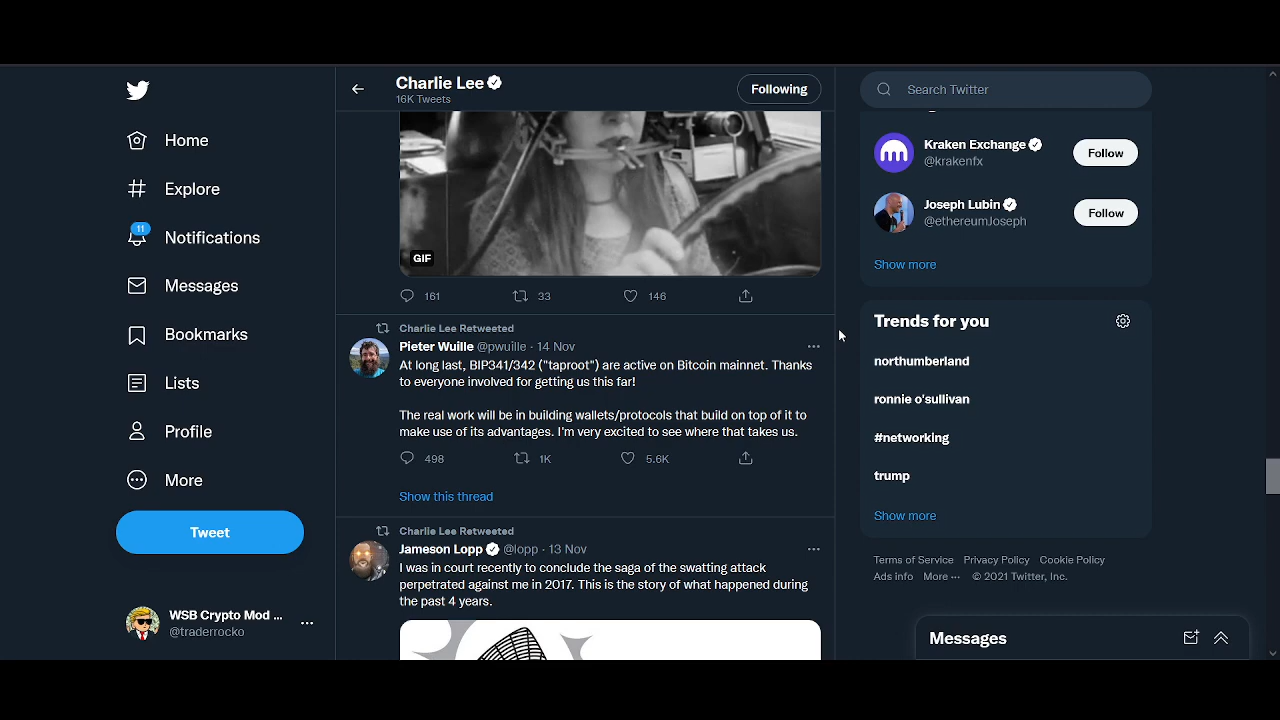 Home
Explore
11
Notifications
Messages
Bookmarks
Lists
Profile
More
Tweet
WSB Crypto Mod ...
@traderrocko
Charlie Lee
16K Tweets
Following
GIF
161
33
146
Charlie Lee Retweeted
Pieter Wuille @pwuille · 14 Nov
At long last, BIP341/342 ("taproot") are active on Bitcoin mainnet. Thanks
to everyone involved for getting us this far!
The real work will be in building wallets/protocols that build on top of it to
make use of its advantages. I'm very excited to see where that takes us.
498
1K
5.6K
Show this thread
Charlie Lee Retweeted
Jameson Lopp @lopp · 13 Nov
I was in court recently to conclude the saga of the swatting attack
perpetrated against me in 2017. This is the story of what happened during
the past 4 years.
Search Twitter
Kraken Exchange
@krakenfx
Follow
Joseph Lubin
@ethereumJoseph
Follow
Show more
Trends for you
northumberland
ronnie o'sullivan
#networking
trump
Show more
Terms of Service Privacy Policy Cookie Policy
Ads info More ··· © 2021 Twitter, Inc.
Messages